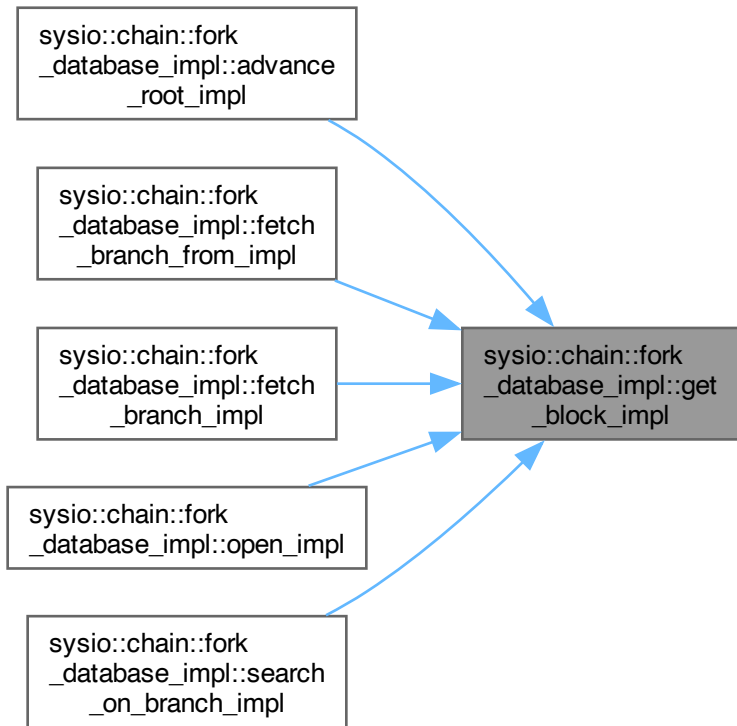 sysio::chain::fork
_database_impl::advance
_root_impl
sysio::chain::fork
_database_impl::fetch
_branch_from_impl
sysio::chain::fork
_database_impl::fetch
_branch_impl
sysio::chain::fork
_database_impl::get
_block_impl
sysio::chain::fork
_database_impl::open_impl
sysio::chain::fork
_database_impl::search
_on_branch_impl